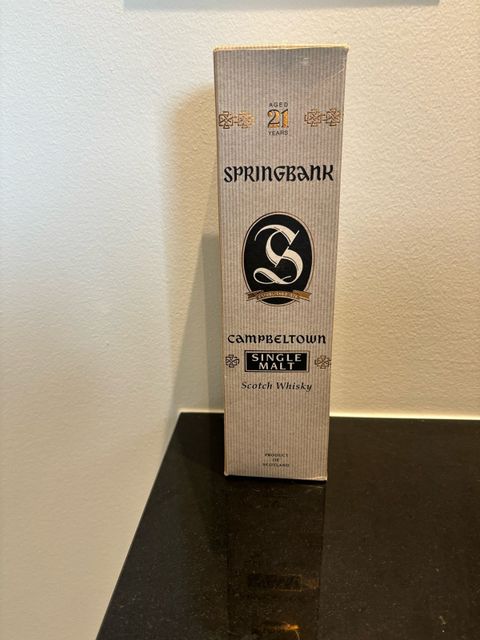 AGED
21
YEARS
SPRINGBANK
S
CAMPBELTOWN
SINGLE
MALT
Scotch Whisky
PRODUCT
OF
SCOTLAND